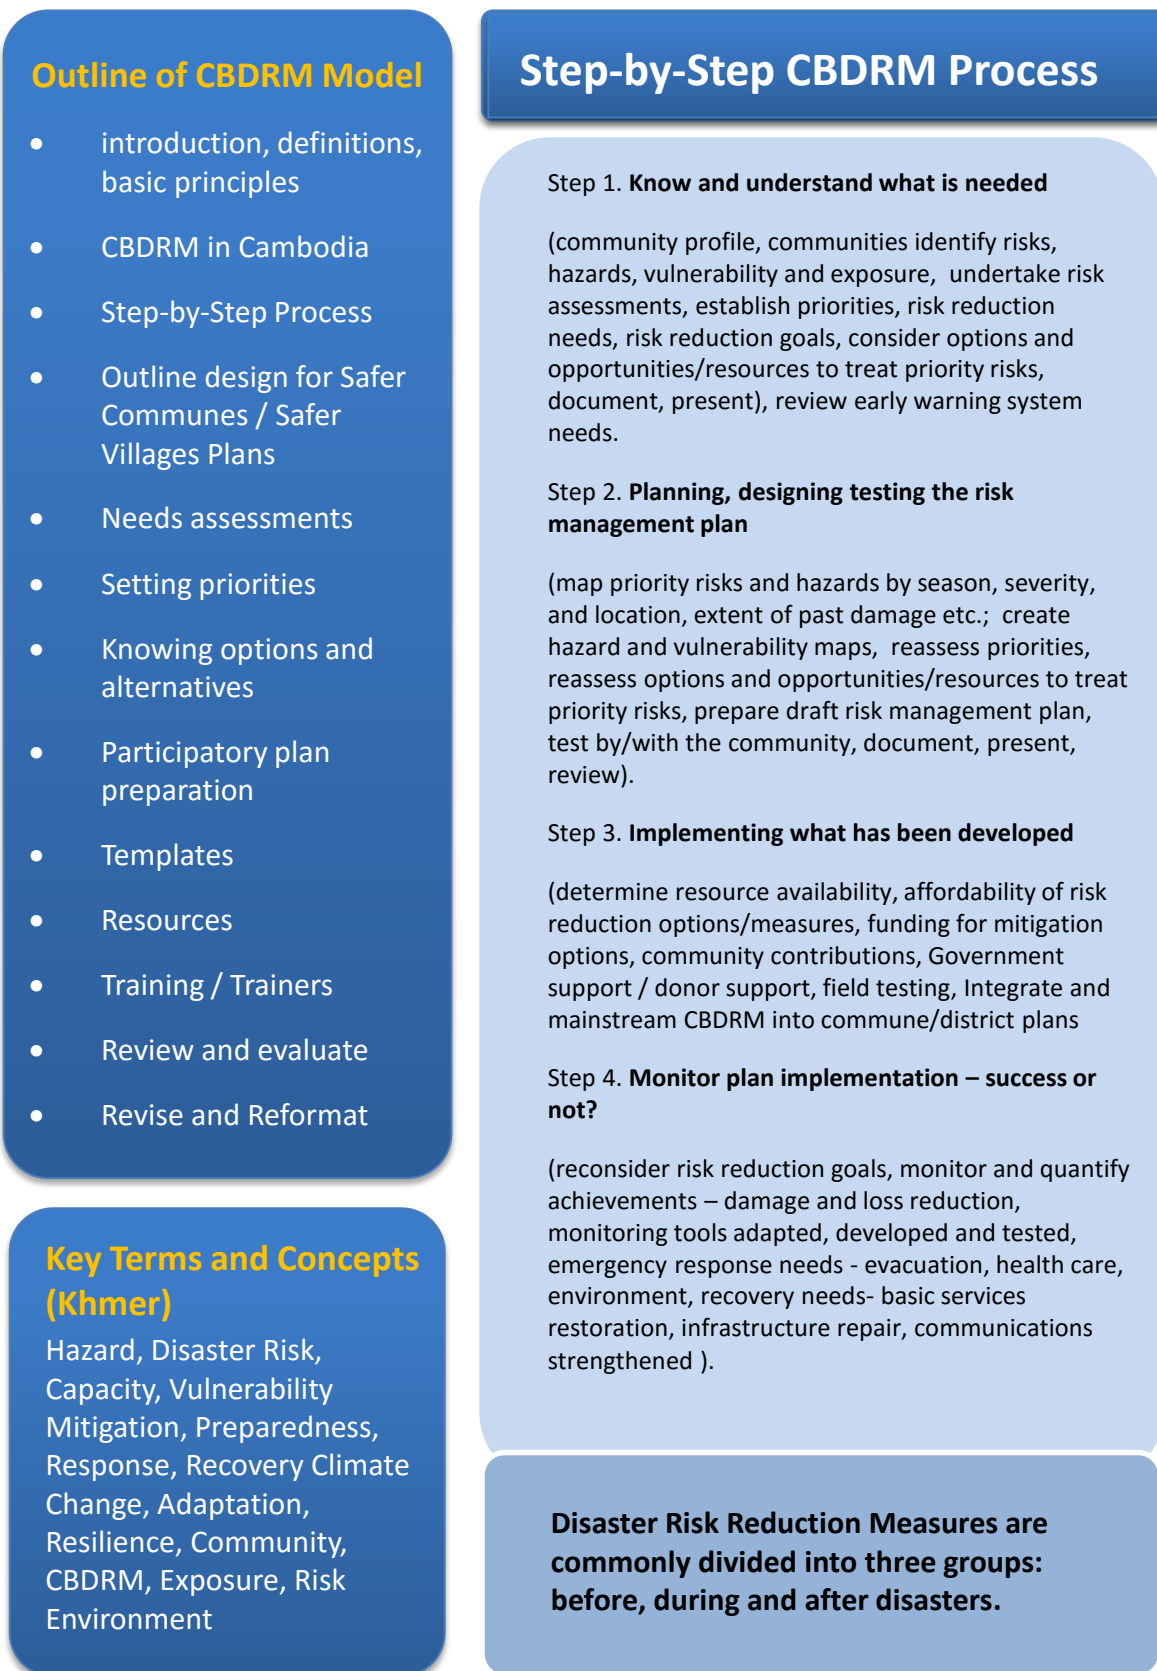 Outline of CBDRM Model
• introduction, definitions,
basic principles
• CBDRM in Cambodia
• Step-by-Step Process
• Outline design for Safer
Communes / Safer
Villages Plans
• Needs assessments
• Setting priorities
• Knowing options and
alternatives
• Participatory plan
preparation
• Templates
• Resources
• Training / Trainers
• Review and evaluate
• Revise and Reformat
Key Terms and Concepts
(Khmer)
Hazard, Disaster Risk,
Capacity, Vulnerability
Mitigation, Preparedness,
Response, Recovery Climate
Change, Adaptation,
Resilience, Community,
CBDRM, Exposure, Risk
Environment
Step-by-Step CBDRM Process
Step 1. Know and understand what is needed
(community profile, communities identify risks,
hazards, vulnerability and exposure, undertake risk
assessments, establish priorities, risk reduction
needs, risk reduction goals, consider options and
opportunities/resources to treat priority risks,
document, present), review early warning system
needs.
Step 2. Planning, designing testing the risk
management plan
(map priority risks and hazards by season, severity,
and location, extent of past damage etc.; create
hazard and vulnerability maps, reassess priorities,
reassess options and opportunities/resources to treat
priority risks, prepare draft risk management plan,
test by/with the community, document, present,
review).
Step 3. Implementing what has been developed
(determine resource availability, affordability of risk
reduction options/measures, funding for mitigation
options, community contributions, Government
support / donor support, field testing, Integrate and
mainstream CBDRM into commune/district plans
Step 4. Monitor plan implementation – success or
not?
(reconsider risk reduction goals, monitor and quantify
achievements – damage and loss reduction,
monitoring tools adapted, developed and tested,
emergency response needs - evacuation, health care,
environment, recovery needs- basic services
restoration, infrastructure repair, communications
strengthened ).
Disaster Risk Reduction Measures are
commonly divided into three groups:
before, during and after disasters.